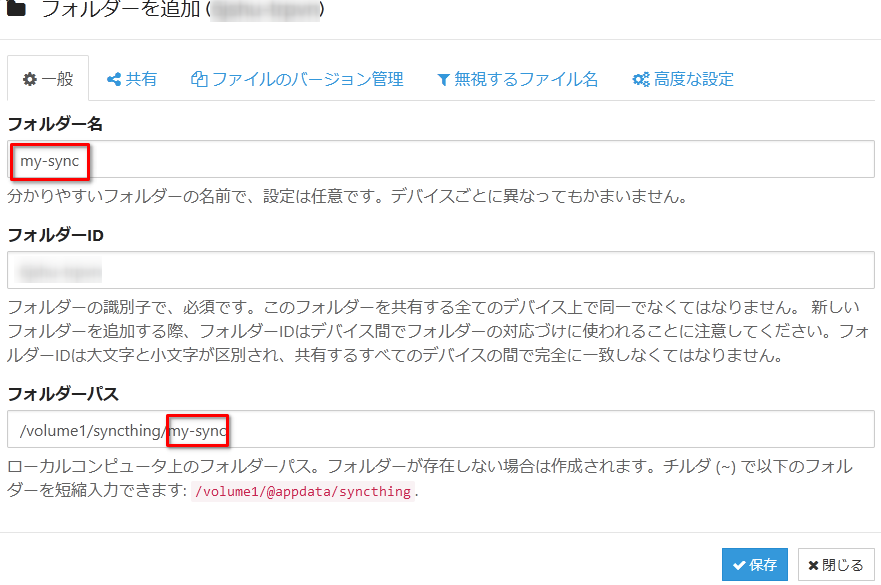 フォルダーを追加 ()
一般 共有 ファイルのバージョン管理 無視するファイル名 高度な設定
フォルダー名
my-sync
分かりやすいフォルダーの名前で、設定は任意です。デバイスごとに異なってもかまいません。
フォルダーID
フォルダーの識別子で、必須です。このフォルダーを共有する全てのデバイス上で同一でなくてはなりません。 新しい
フォルダーを追加する際、フォルダーIDはデバイス間でフォルダーの対応づけに使われることに注意してください。フォ
ルダーIDは大文字と小文字が区別され、共有するすべてのデバイスの間で完全に一致しなくてはなりません。
フォルダーパス
/volume1/syncthing/my-sync
ローカルコンピュータ上のフォルダーパス。フォルダーが存在しない場合は作成されます。チルダ (~) で以下のフォル
ダーを短縮入力できます: /volume1/@appdata/syncthing.
保存 閉じる